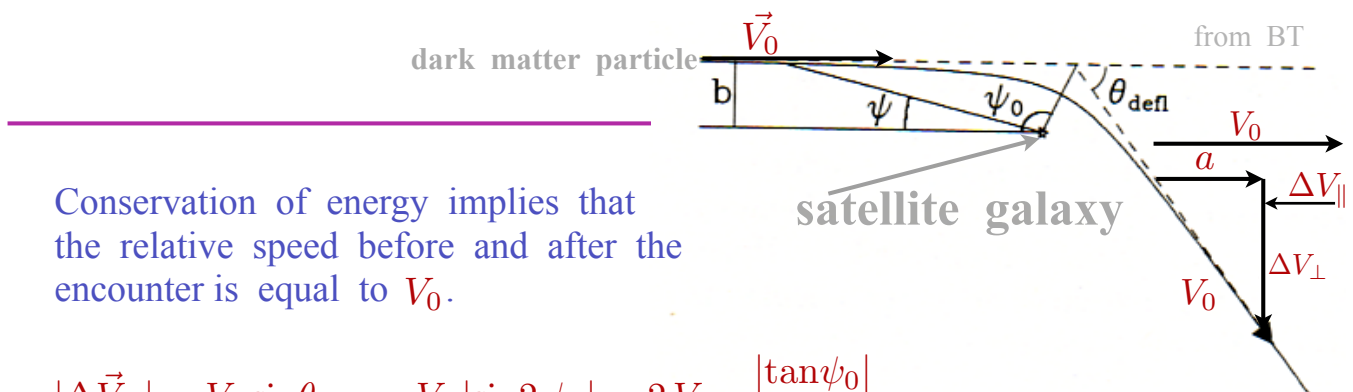 V⃗₀
from BT
dark matter particle
b
ψ
ψ₀
θ_defl
V₀
a
ΔV∥
satellite galaxy
Conservation of energy implies that
the relative speed before and after the
encounter is equal to V₀.
ΔV⊥
V₀
|tanψ₀|